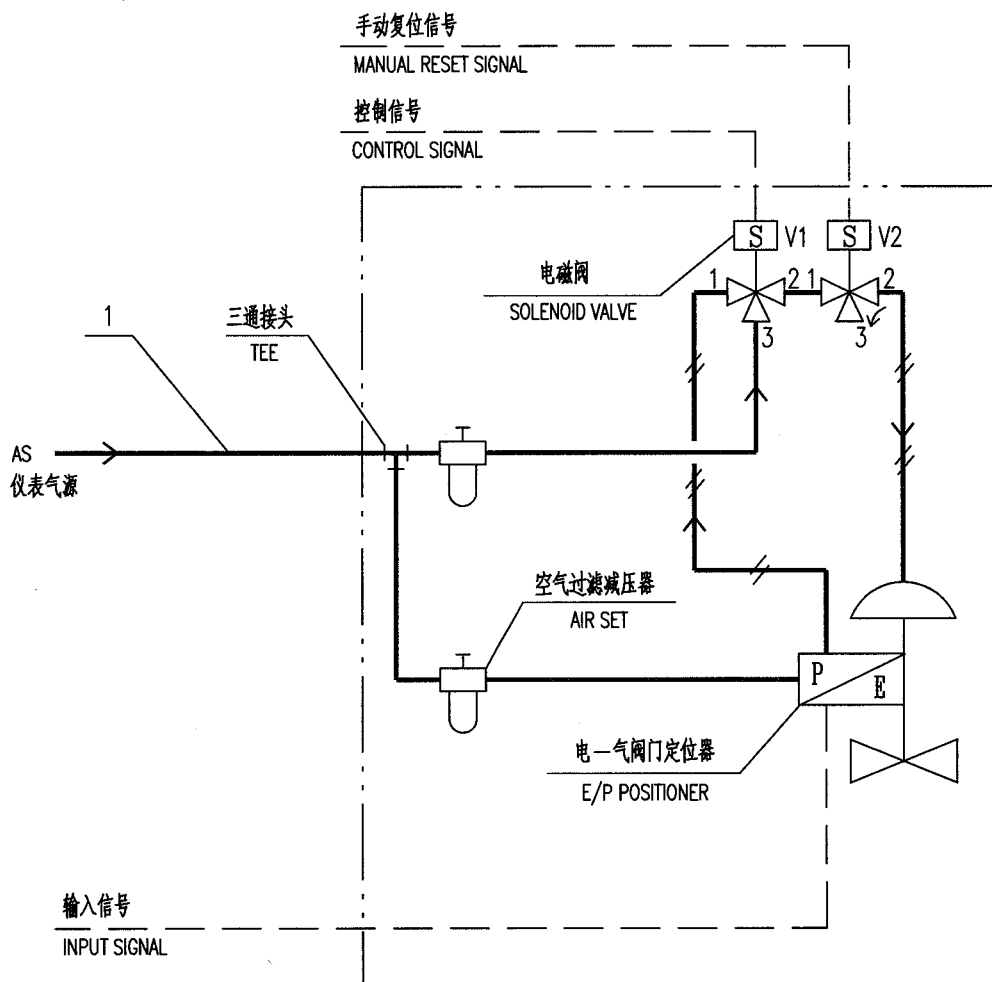 手动复位信号
MANUAL RESET SIGNAL
控制信号
CONTROL SIGNAL
S V1 S V2
电磁阀
SOLENOID VALVE
1 2 1 2
3 3
1
三通接头
TEE
AS
仪表气源
空气过滤减压器
AIR SET
P
E
电—气阀门定位器
E/P POSITIONER
输入信号
INPUT SIGNAL